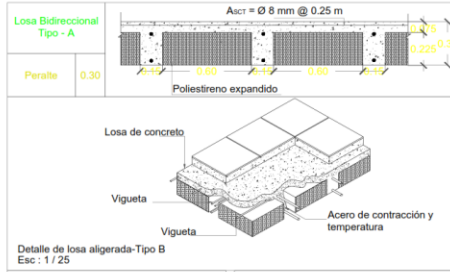 Losa Bidireccional
Tipo - A
Peralte 0.30
ASCT = Ø 8 mm @ 0.25 m
0.15 0.60 0.15 0.60 0.15
0.075
0.225
Poliestireno expandido
Losa de concreto
Vigueta
Vigueta
Acero de contracción y
temperatura
Detalle de losa aligerada-Tipo B
Esc : 1 / 25